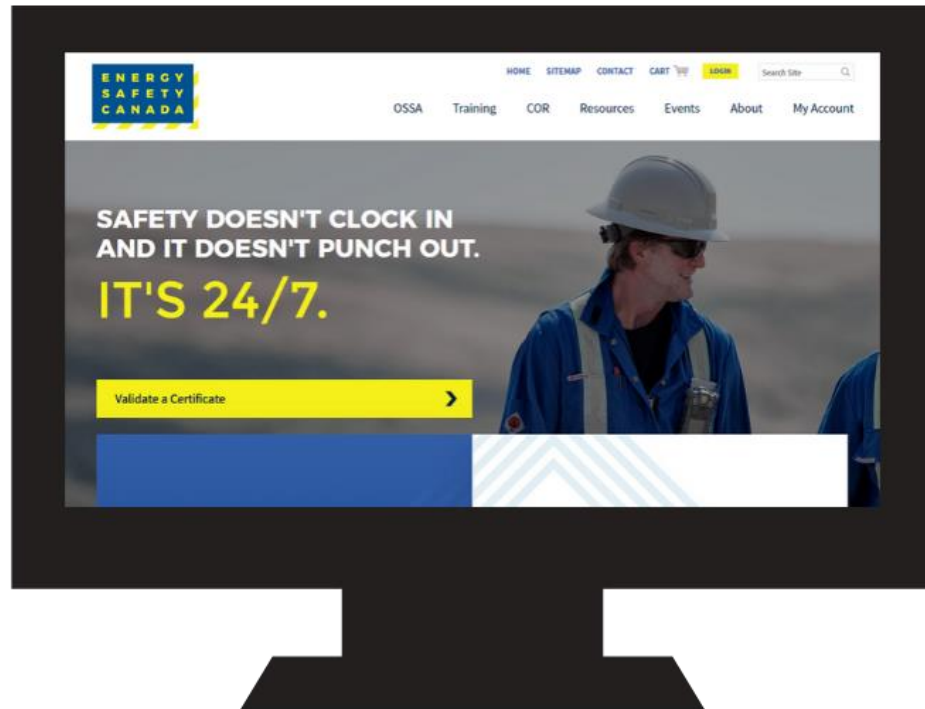 ENERGY
SAFETY
CANADA
HOME SITEMAP CONTACT CART LOGIN Search Site
OSSA Training COR Resources Events About My Account
SAFETY DOESN'T CLOCK IN
AND IT DOESN'T PUNCH OUT.
IT'S 24/7.
Validate a Certificate